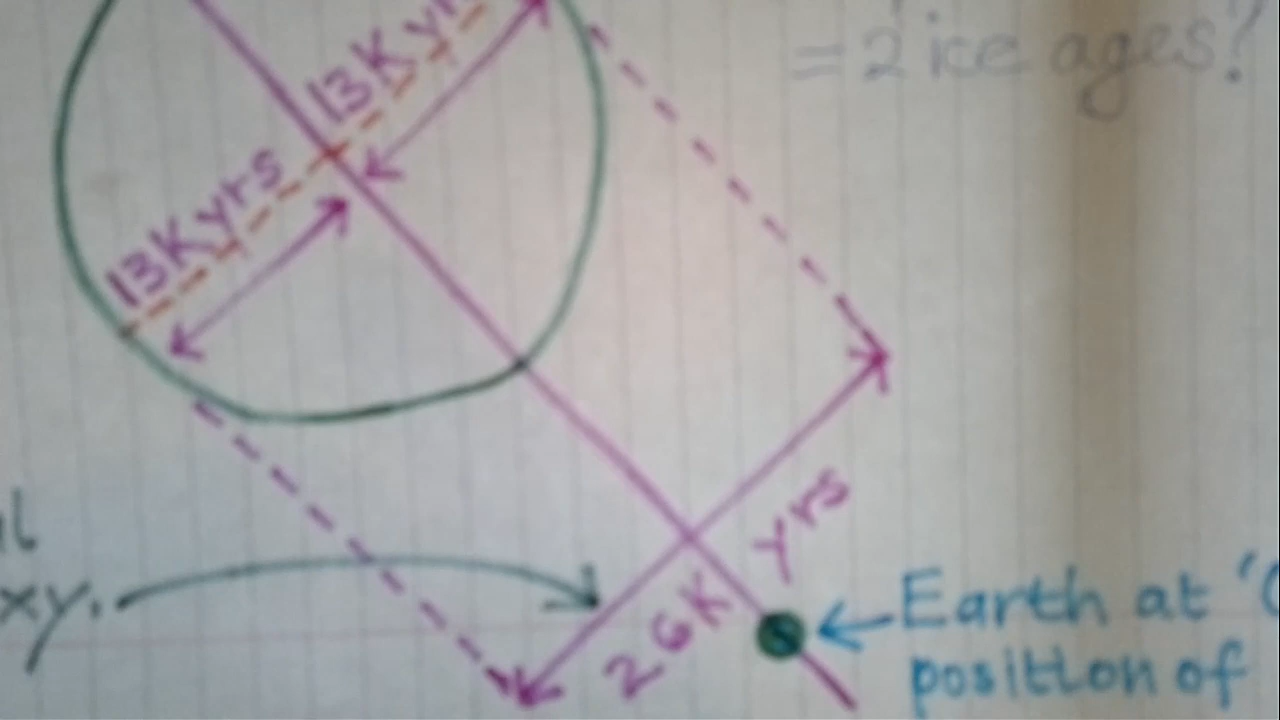 13K yrs
= 2 ice ages?
13K yrs
26K yrs
xy.
Earth at
position of